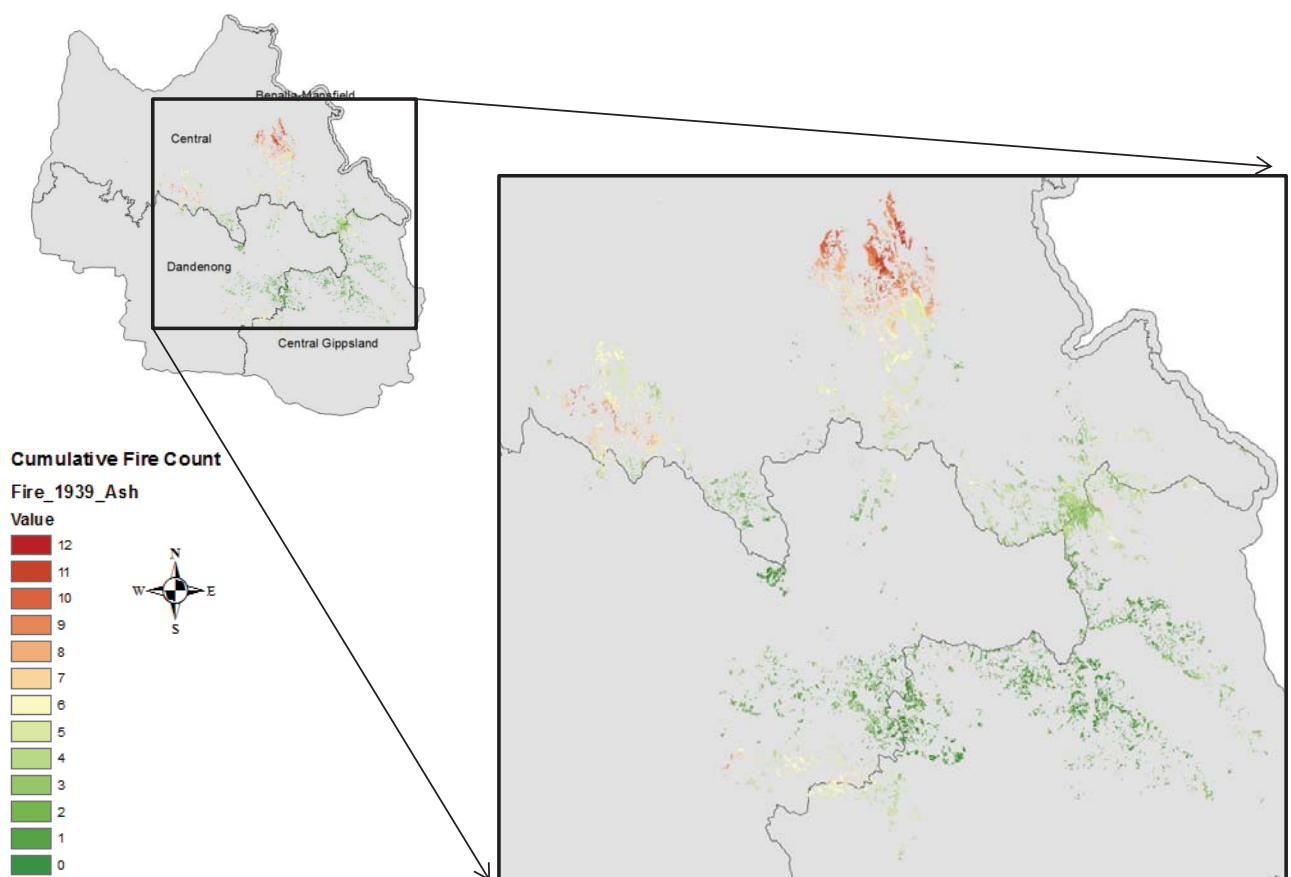 Benalla-Mansfield
Central
Dandenong
Central Gippsland
Cumulative Fire Count
Fire_1939_Ash
Value
12
11
10
9
8
7
6
5
4
3
2
1
0
N
W E
S